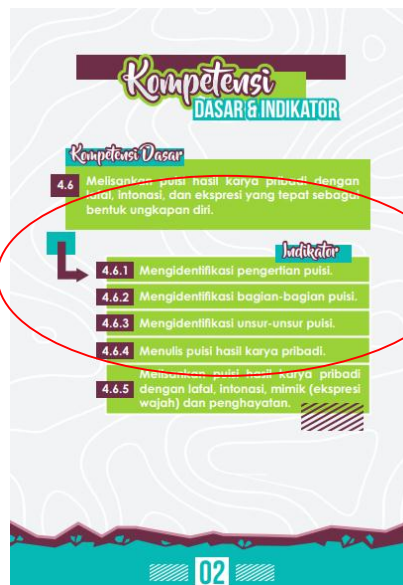 Kompetensi
DASAR & INDIKATOR
Kompetensi Dasar
4.6 Melisankan puisi hasil karya pribadi dengan
lafal, intonasi, dan ekspresi yang tepat sebagai
bentuk ungkapan diri.
Indikator
4.6.1 Mengidentifikasi pengertian puisi.
4.6.2 Mengidentifikasi bagian-bagian puisi.
4.6.3 Mengidentifikasi unsur-unsur puisi.
4.6.4 Menulis puisi hasil karya pribadi.
Melisankan puisi hasil karya pribadi
4.6.5 dengan lafal, intonasi, mimik (ekspresi
wajah) dan penghayatan.
02